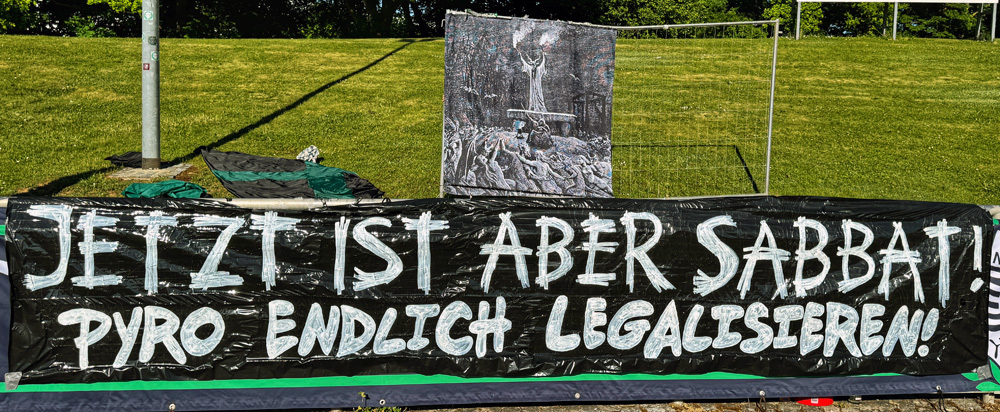 JETZT IST ABER SABBAT!
PYRO ENDLICH LEGALISIEREN!